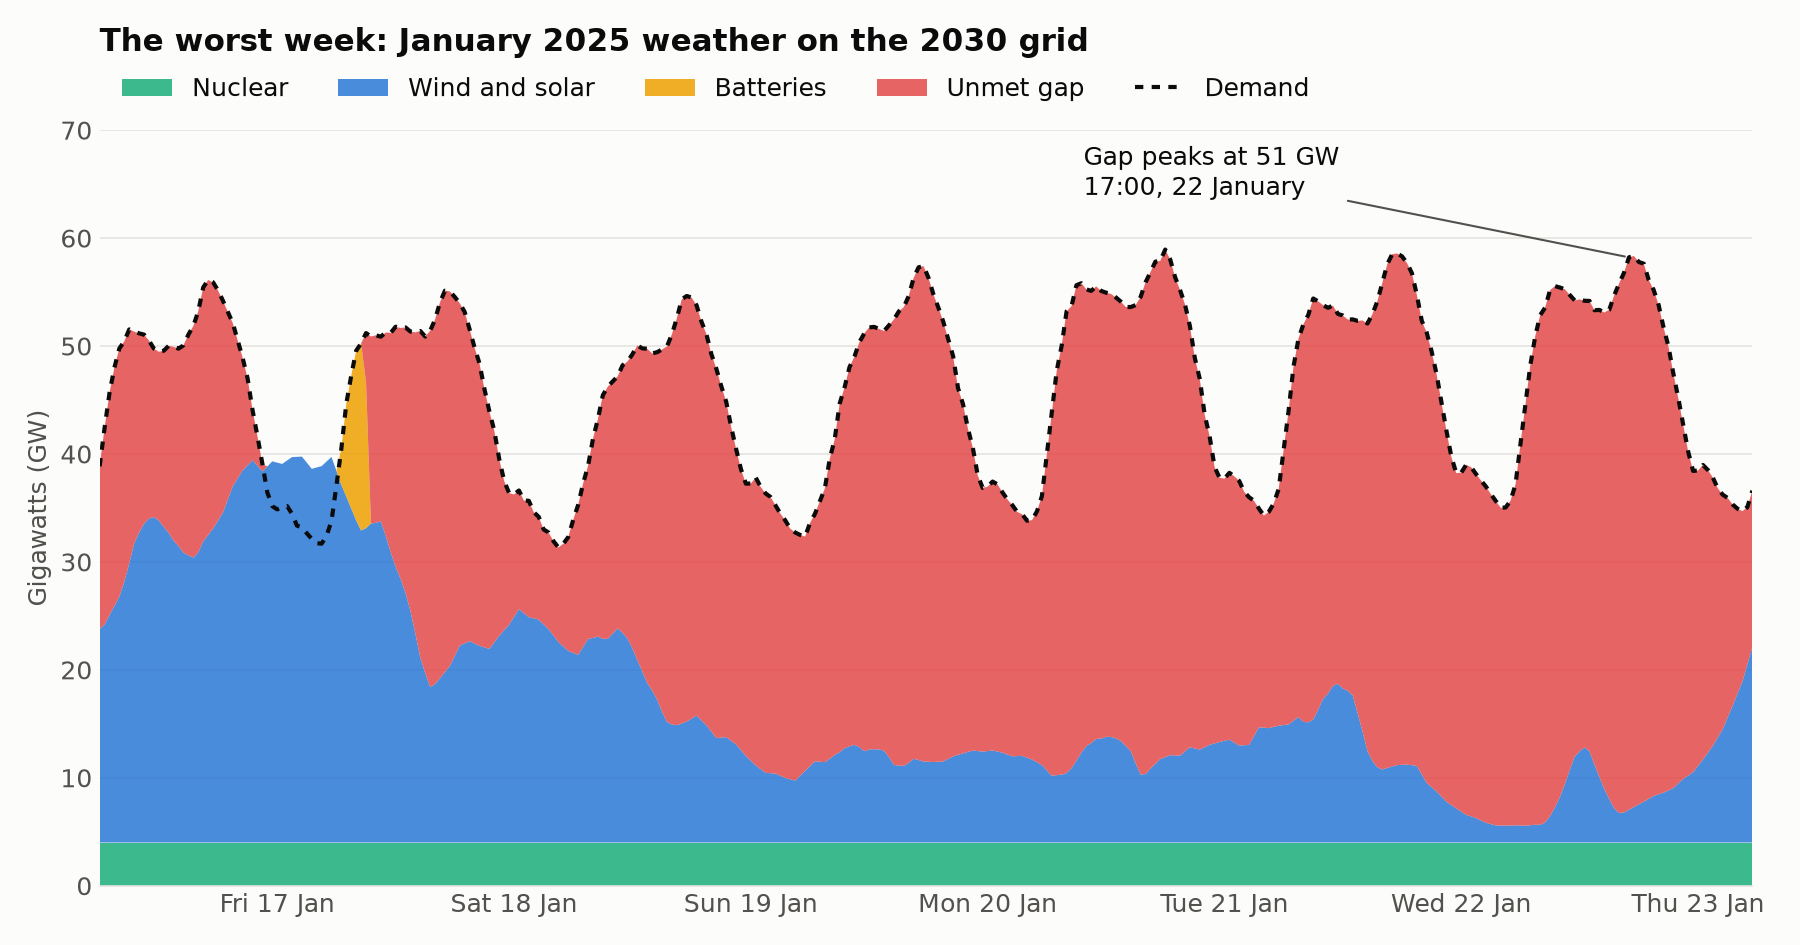 The worst week: January 2025 weather on the 2030 grid
Nuclear Wind and solar Batteries Unmet gap Demand
70
Gap peaks at 51 GW
17:00, 22 January
60
50
40
30
20
10
0
Gigawatts (GW)
Fri 17 Jan Sat 18 Jan Sun 19 Jan Mon 20 Jan Tue 21 Jan Wed 22 Jan Thu 23 Jan